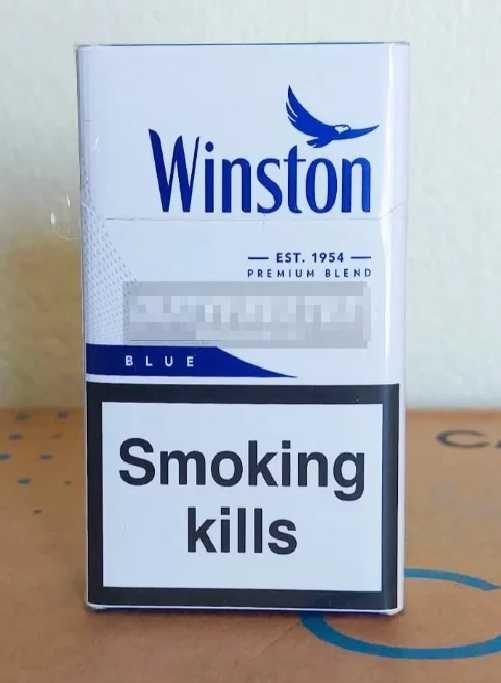 Winston
— EST. 1954 —
PREMIUM BLEND
BLUE
Smoking
kills